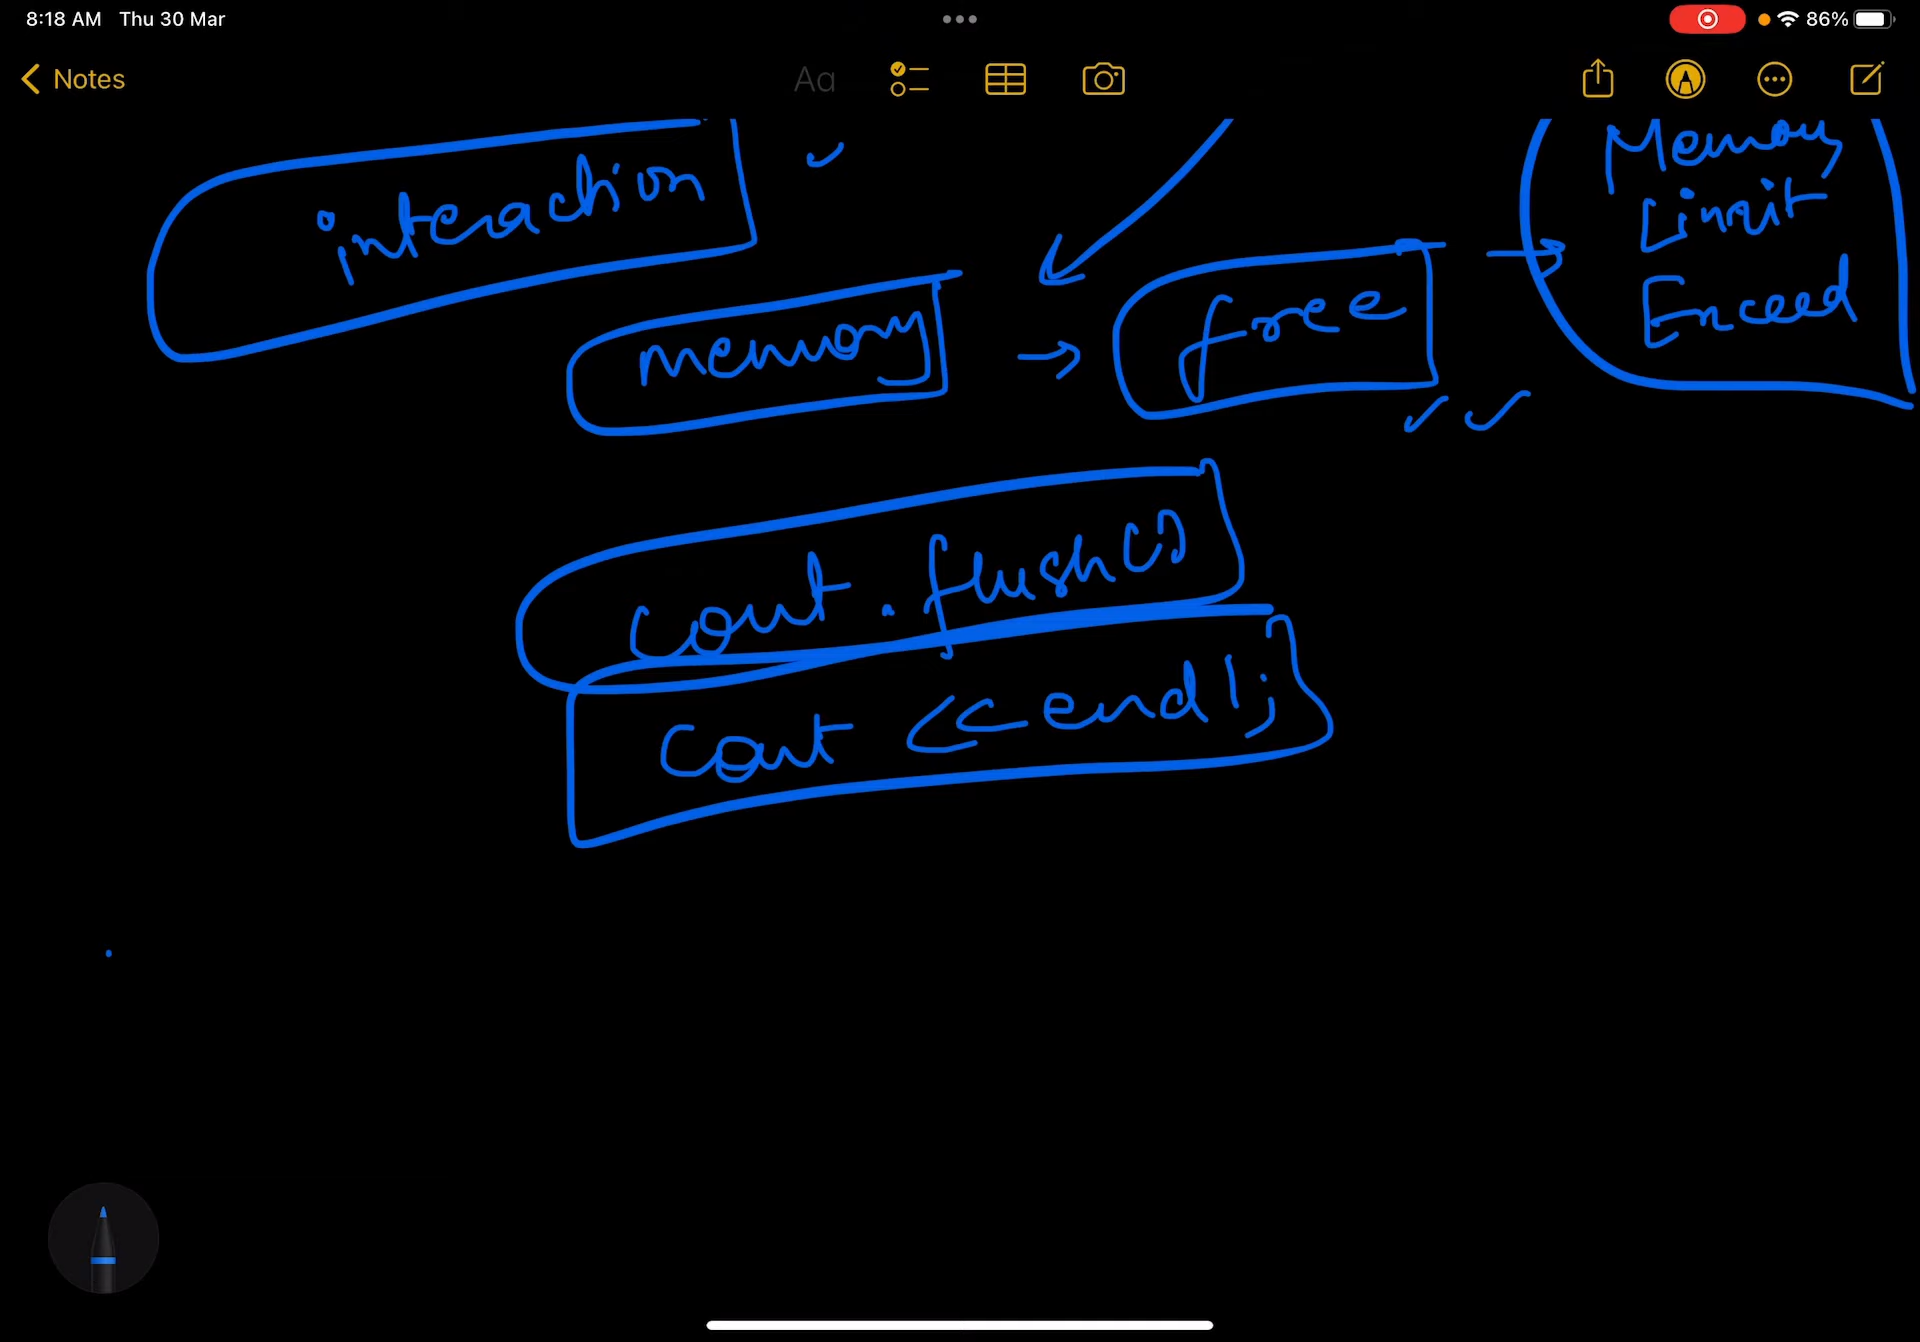 8:18 AM Thu 30 Mar
86%
Notes
Aa
interaction
Memory
Limit
Exceed
memory → free →
cout.flush()
cout << endl;